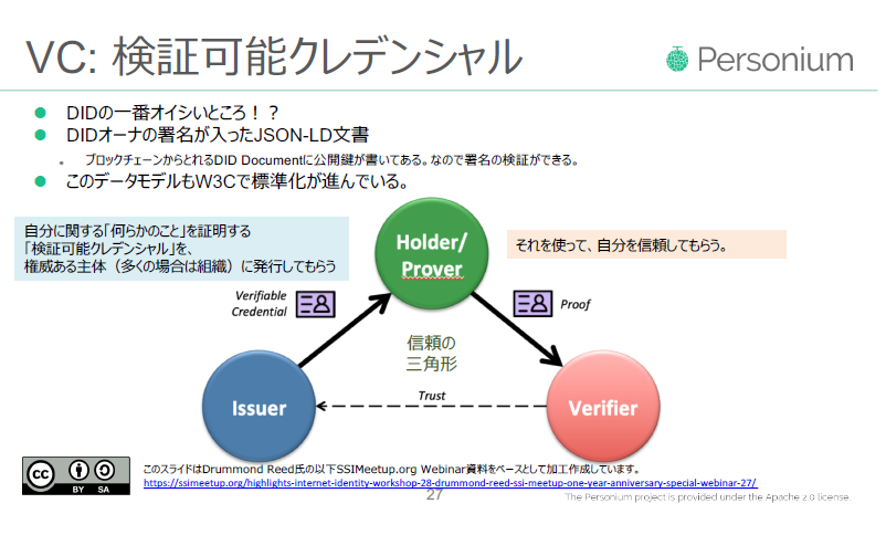 VC: 検証可能クレデンシャル
Personium
DIDの一番オイシいところ！？
DIDオーナの署名が入ったJSON-LD文書
ブロックチェーンからとれるDID Documentに公開鍵が書いてある。なので署名の検証ができる。
このデータモデルもW3Cで標準化が進んでいる。
自分に関する「何らかのこと」を証明する
「検証可能クレデンシャル」を、
権威ある主体（多くの場合は組織）に発行してもらう
Holder/
Prover
それを使って、自分を信頼してもらう。
Verifiable
Credential
Proof
信頼の
三角形
Issuer
Trust
Verifier
cc
BY SA
このスライドはDrummond Reed氏の以下SSIMeetup.org Webinar資料をベースとして加工作成しています。
https://ssimeetup.org/highlights-internet-identity-workshop-28-drummond-reed-ssi-meetup-one-year-anniversary-special-webinar-27/
27
The Personium project is provided under the Apache 2.0 license.